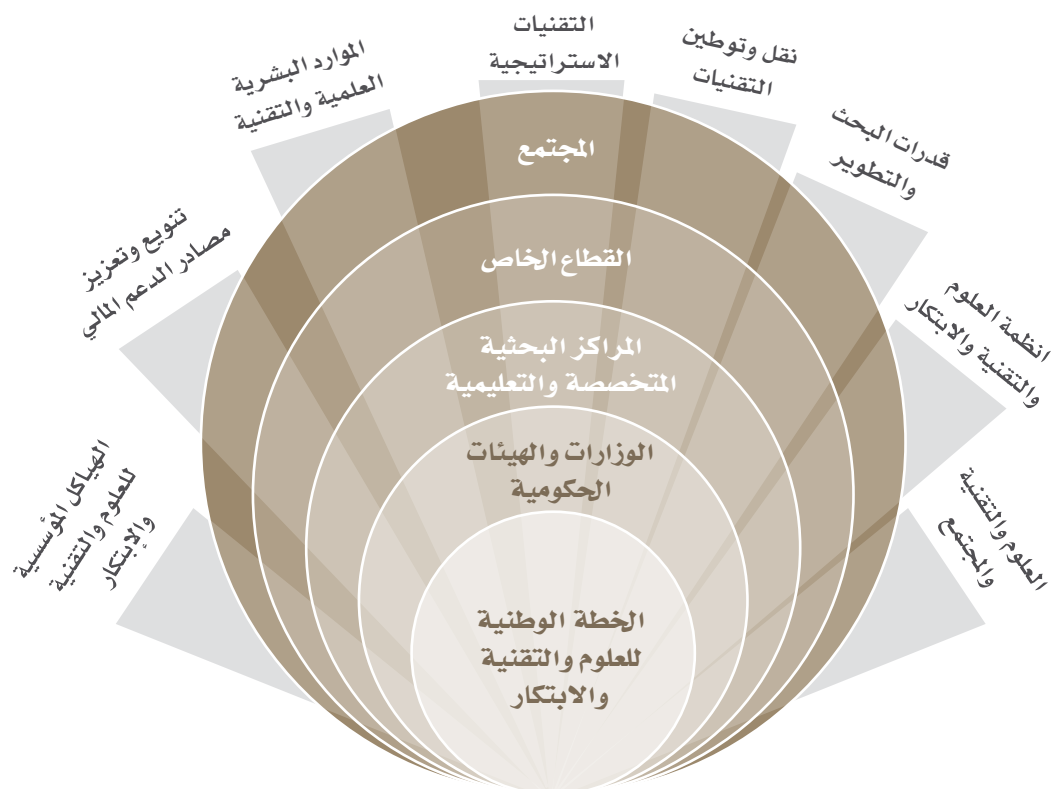 التقنيات
الاستراتيجية
نقل وتوطين
التقنيات
قدرات البحث
والتطوير
انظمة العلوم
والتقنية والابتكار
العلوم والتقنية
والمجتمع
الموارد البشرية
العلمية والتقنية
تنويع وتعزيز
مصادر الدعم المالي
الهياكل المؤسسية
للعلوم والتقنية
والإبتكار
المجتمع
القطاع الخاص
المراكز البحثية
المتخصصة والتعليمية
الوزارات والهيئات
الحكومية
الخطة الوطنية
للعلوم والتقنية
والابتكار